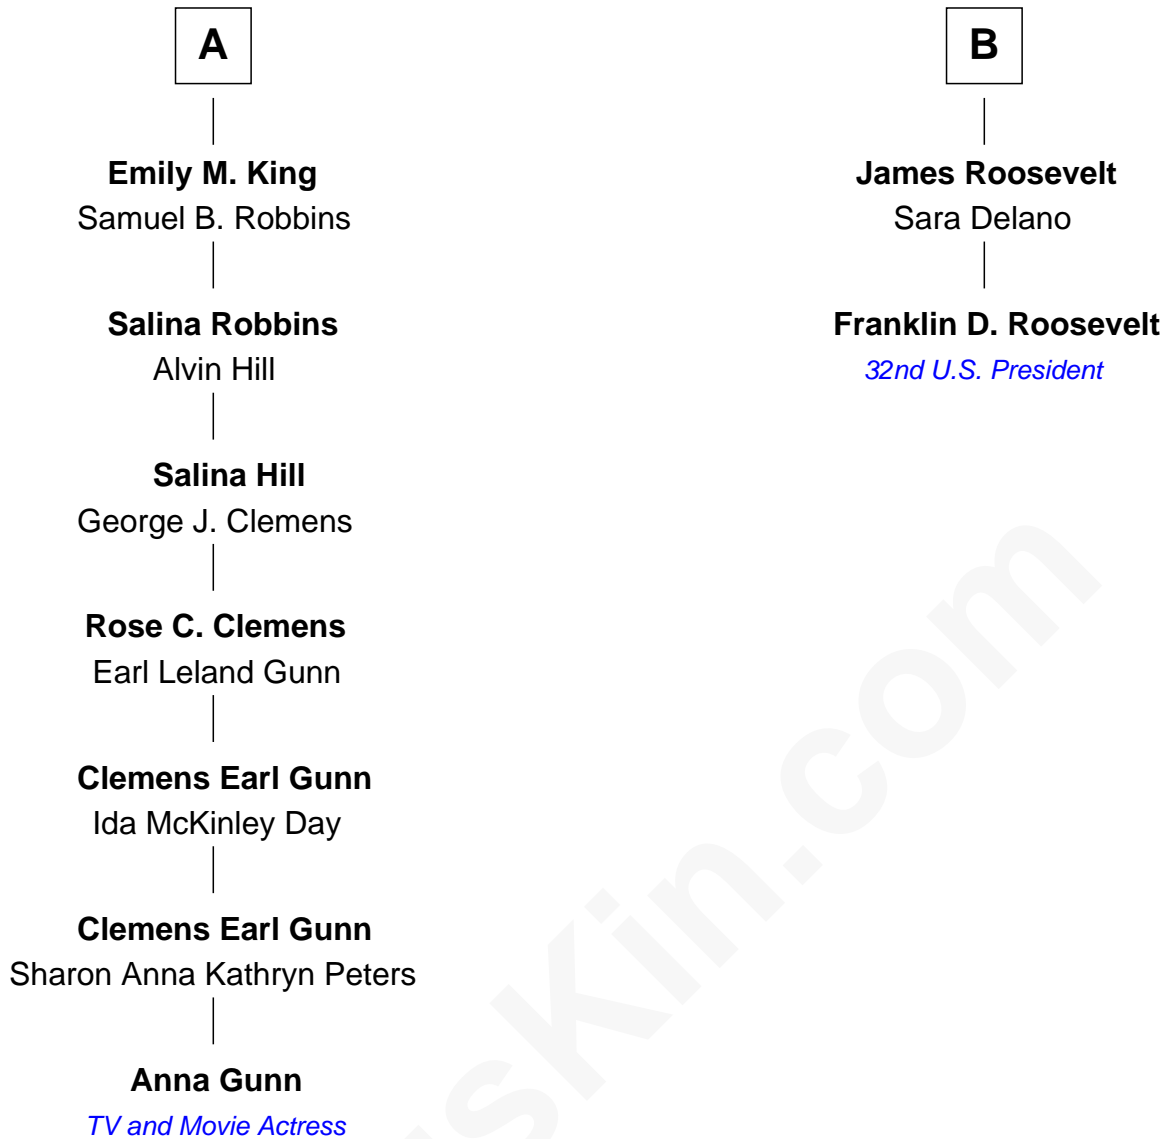 A
Emily M. King
Samuel B. Robbins
Salina Robbins
Alvin Hill
Salina Hill
George J. Clemens
Rose C. Clemens
Earl Leland Gunn
Clemens Earl Gunn
Ida McKinley Day
Clemens Earl Gunn
Sharon Anna Kathryn Peters
Anna Gunn
TV and Movie Actress
B
James Roosevelt
Sara Delano
Franklin D. Roosevelt
32nd U.S. President